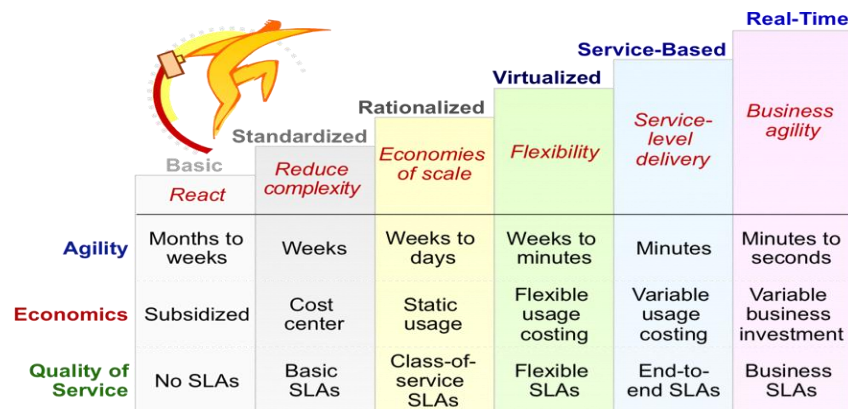 Real-Time
Service-Based
Virtualized
Rationalized
Standardized
Basic
React
Reduce
complexity
Economies
of scale
Flexibility
Service-
level
delivery
Business
agility
Agility
Months to
weeks
Weeks
Weeks to
days
Weeks to
minutes
Minutes
Minutes to
seconds
Economics
Subsidized
Cost
center
Static
usage
Flexible
usage
costing
Variable
usage
costing
Variable
business
investment
Quality of
Service
No SLAs
Basic
SLAs
Class-of-
service
SLAs
Flexible
SLAs
End-to-
end SLAs
Business
SLAs